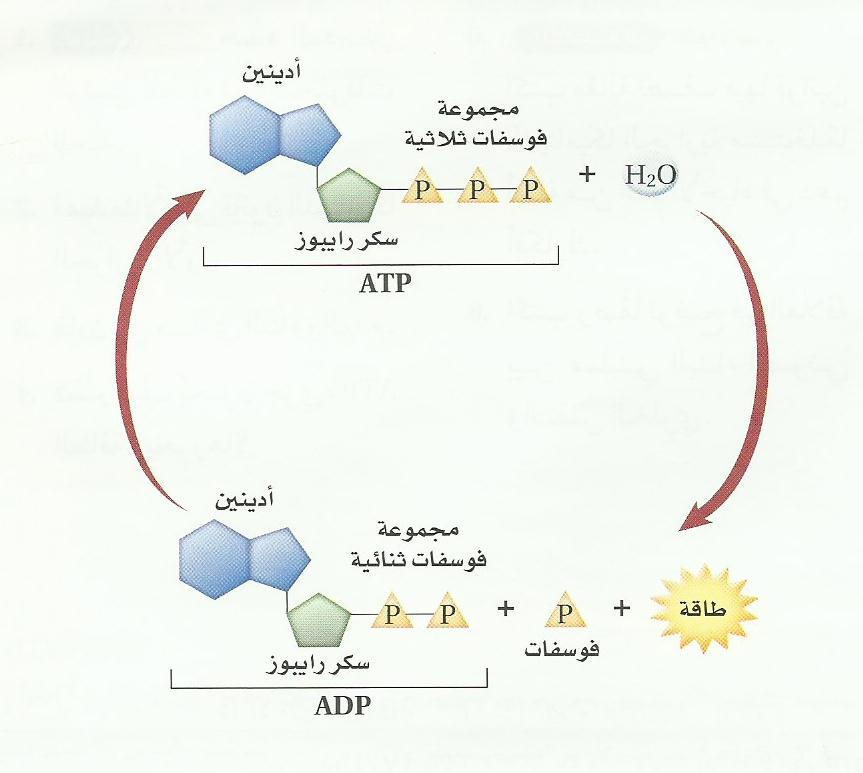 أدينين
مجموعة
فوسفات ثلاثية
P P P + H₂O
سكر رايبوز
ATP
أدينين
مجموعة
فوسفات ثنائية
P P + P + طاقة
فوسفات
سكر رايبوز
ADP